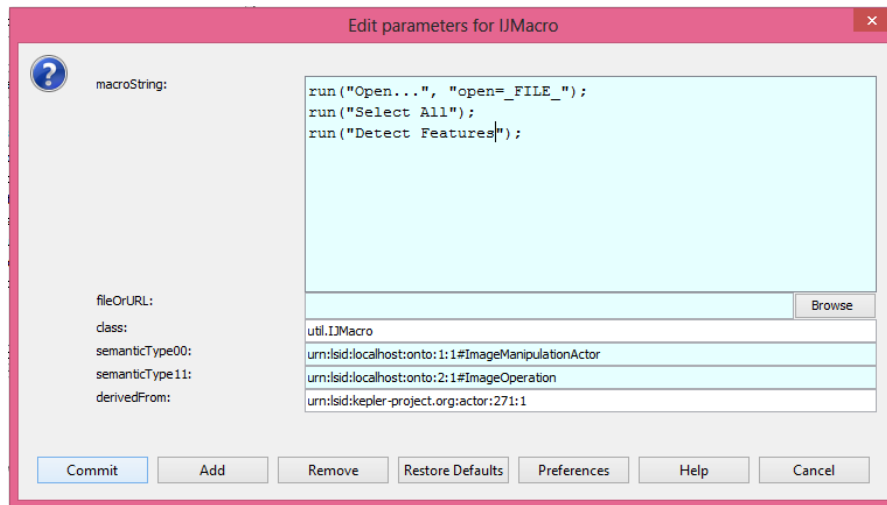 Edit parameters for IJMacro
macroString:
run("Open...", "open=_FILE_");
run("Select All");
run("Detect Features");
fileOrURL:
Browse
class:
util.IJMacro
semanticType00:
urn:lsid:localhost:onto:1:1#ImageManipulationActor
semanticType11:
urn:lsid:localhost:onto:2:1#ImageOperation
derivedFrom:
urn:lsid:kepler-project.org:actor:271:1
Commit Add Remove Restore Defaults Preferences Help Cancel